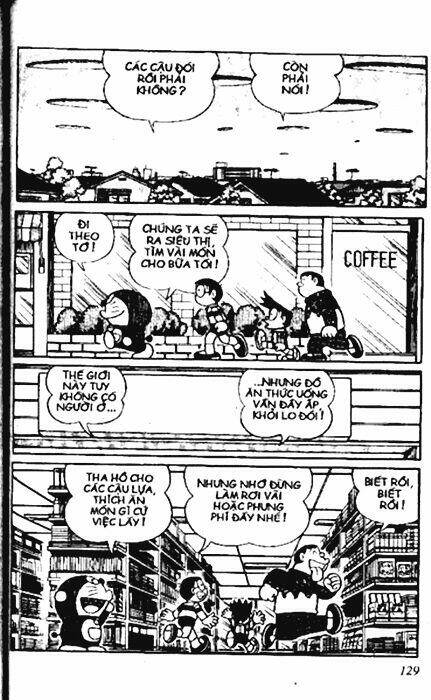 CÁC CẬU ĐÓI
RỒI PHẢI
KHÔNG?
CÒN
PHẢI
NÓI!
ĐI
THEO
TỚ!
CHÚNG TA SẼ
RA SIÊU THỊ,
TÌM VÀI MÓN
CHO BỮA TỐI!
COFFEE
THẾ GIỚI
NÀY TUY
KHÔNG CÓ
NGƯỜI Ở...
...NHƯNG ĐỒ
ĂN THỨC UỐNG
VẪN ĐẦY ẮP,
KHỎI LO ĐÓI!
THA HỒ CHO
CÁC CẬU LỰA,
THÍCH ĂN
MÓN GÌ CỨ
VIỆC LẤY!
NHƯNG NHỚ ĐỪNG
LÀM RƠI VÃI
HOẶC PHUNG
PHÍ ĐẤY NHÉ!
BIẾT RỒI,
BIẾT
RỒI!
129